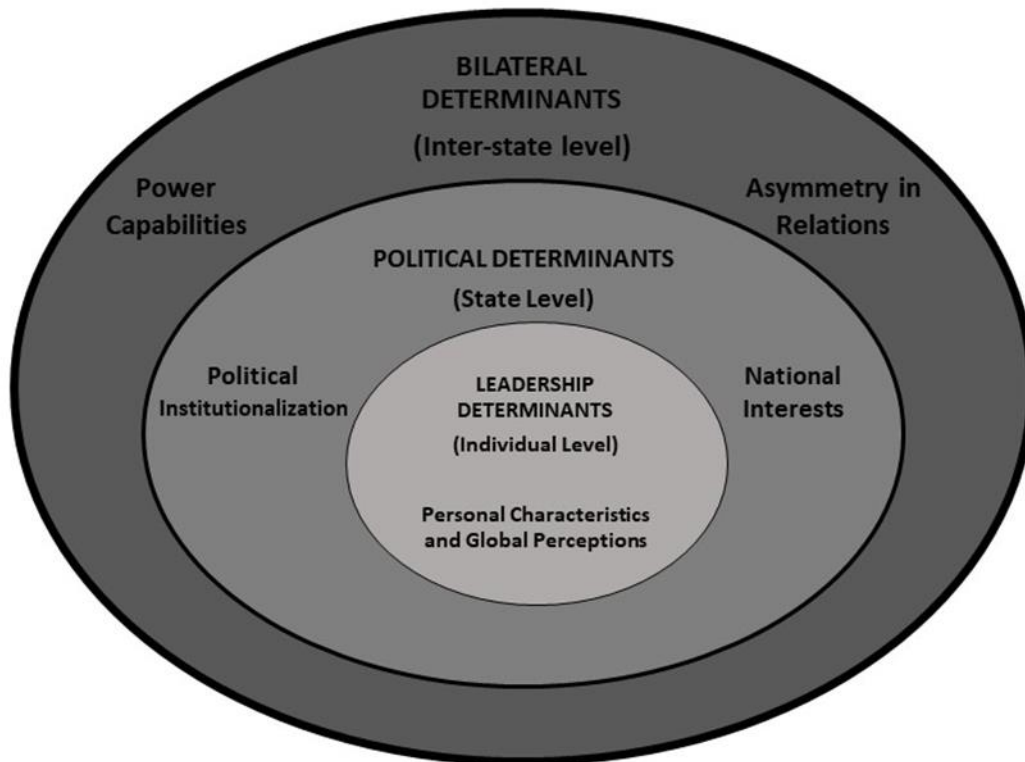 BILATERAL
DETERMINANTS
(Inter-state level)
Power
Capabilities
Asymmetry in
Relations
POLITICAL DETERMINANTS
(State Level)
Political
Institutionalization
National
Interests
LEADERSHIP
DETERMINANTS
(Individual Level)
Personal Characteristics
and Global Perceptions